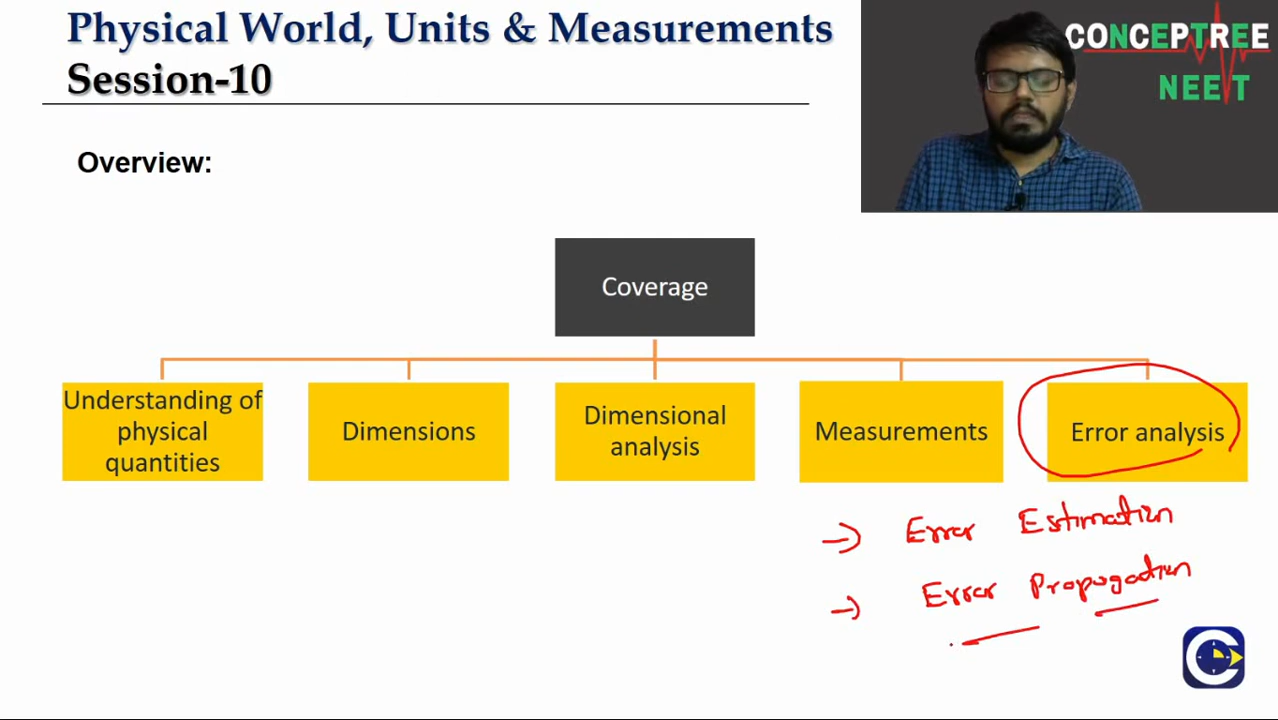 Physical World, Units & Measurements
Session-10
CONCEPTREE
NEET
Overview:
Coverage
Understanding of
physical
quantities
Dimensions
Dimensional
analysis
Measurements
Error analysis
→ Error Estimation
→ Error Propogation